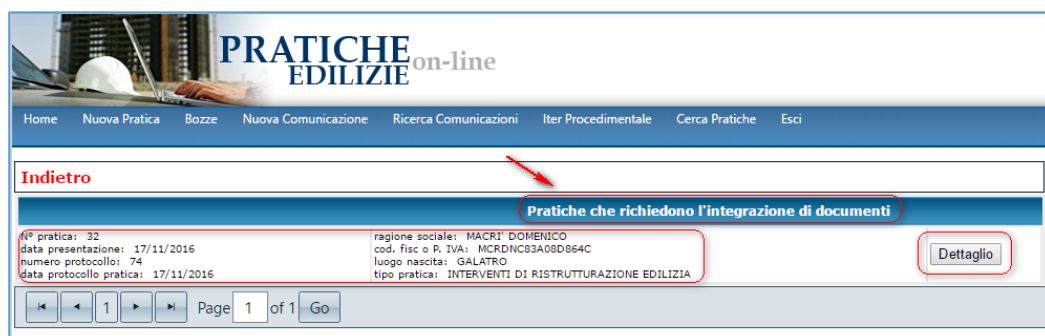 PRATICHE
EDILIZIE on-line
Home Nuova Pratica Bozze Nuova Comunicazione Ricerca Comunicazioni Iter Procedimentale Cerca Pratiche Esci
Indietro
Pratiche che richiedono l'integrazione di documenti
N° pratica: 32
data presentazione: 17/11/2016
numero protocollo: 74
data protocollo pratica: 17/11/2016
ragione sociale: MACRI' DOMENICO
cod. fisc o P. IVA: MCRDNC83A08D864C
luogo nascita: GALATRO
tipo pratica: INTERVENTI DI RISTRUTTURAZIONE EDILIZIA
Dettaglio
1 Page 1 of 1 Go